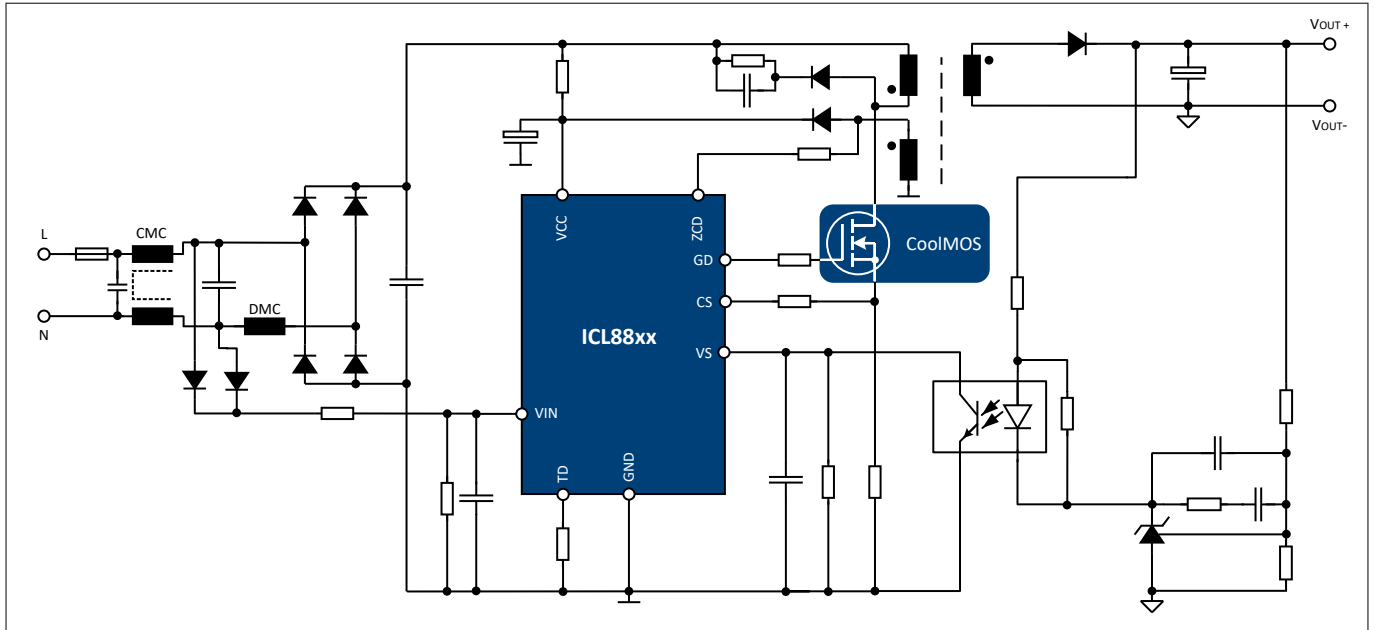 VOUT+
VOUT-
L
CMC
N
DMC
VCC
ZCD
GD
CoolMOS
CS
ICL88xx
VS
VIN
TD
GND